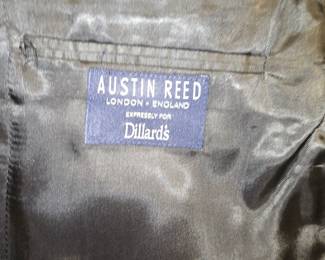 AUSTIN REED
LONDON • ENGLAND
EXPRESSLY FOR
Dillard's